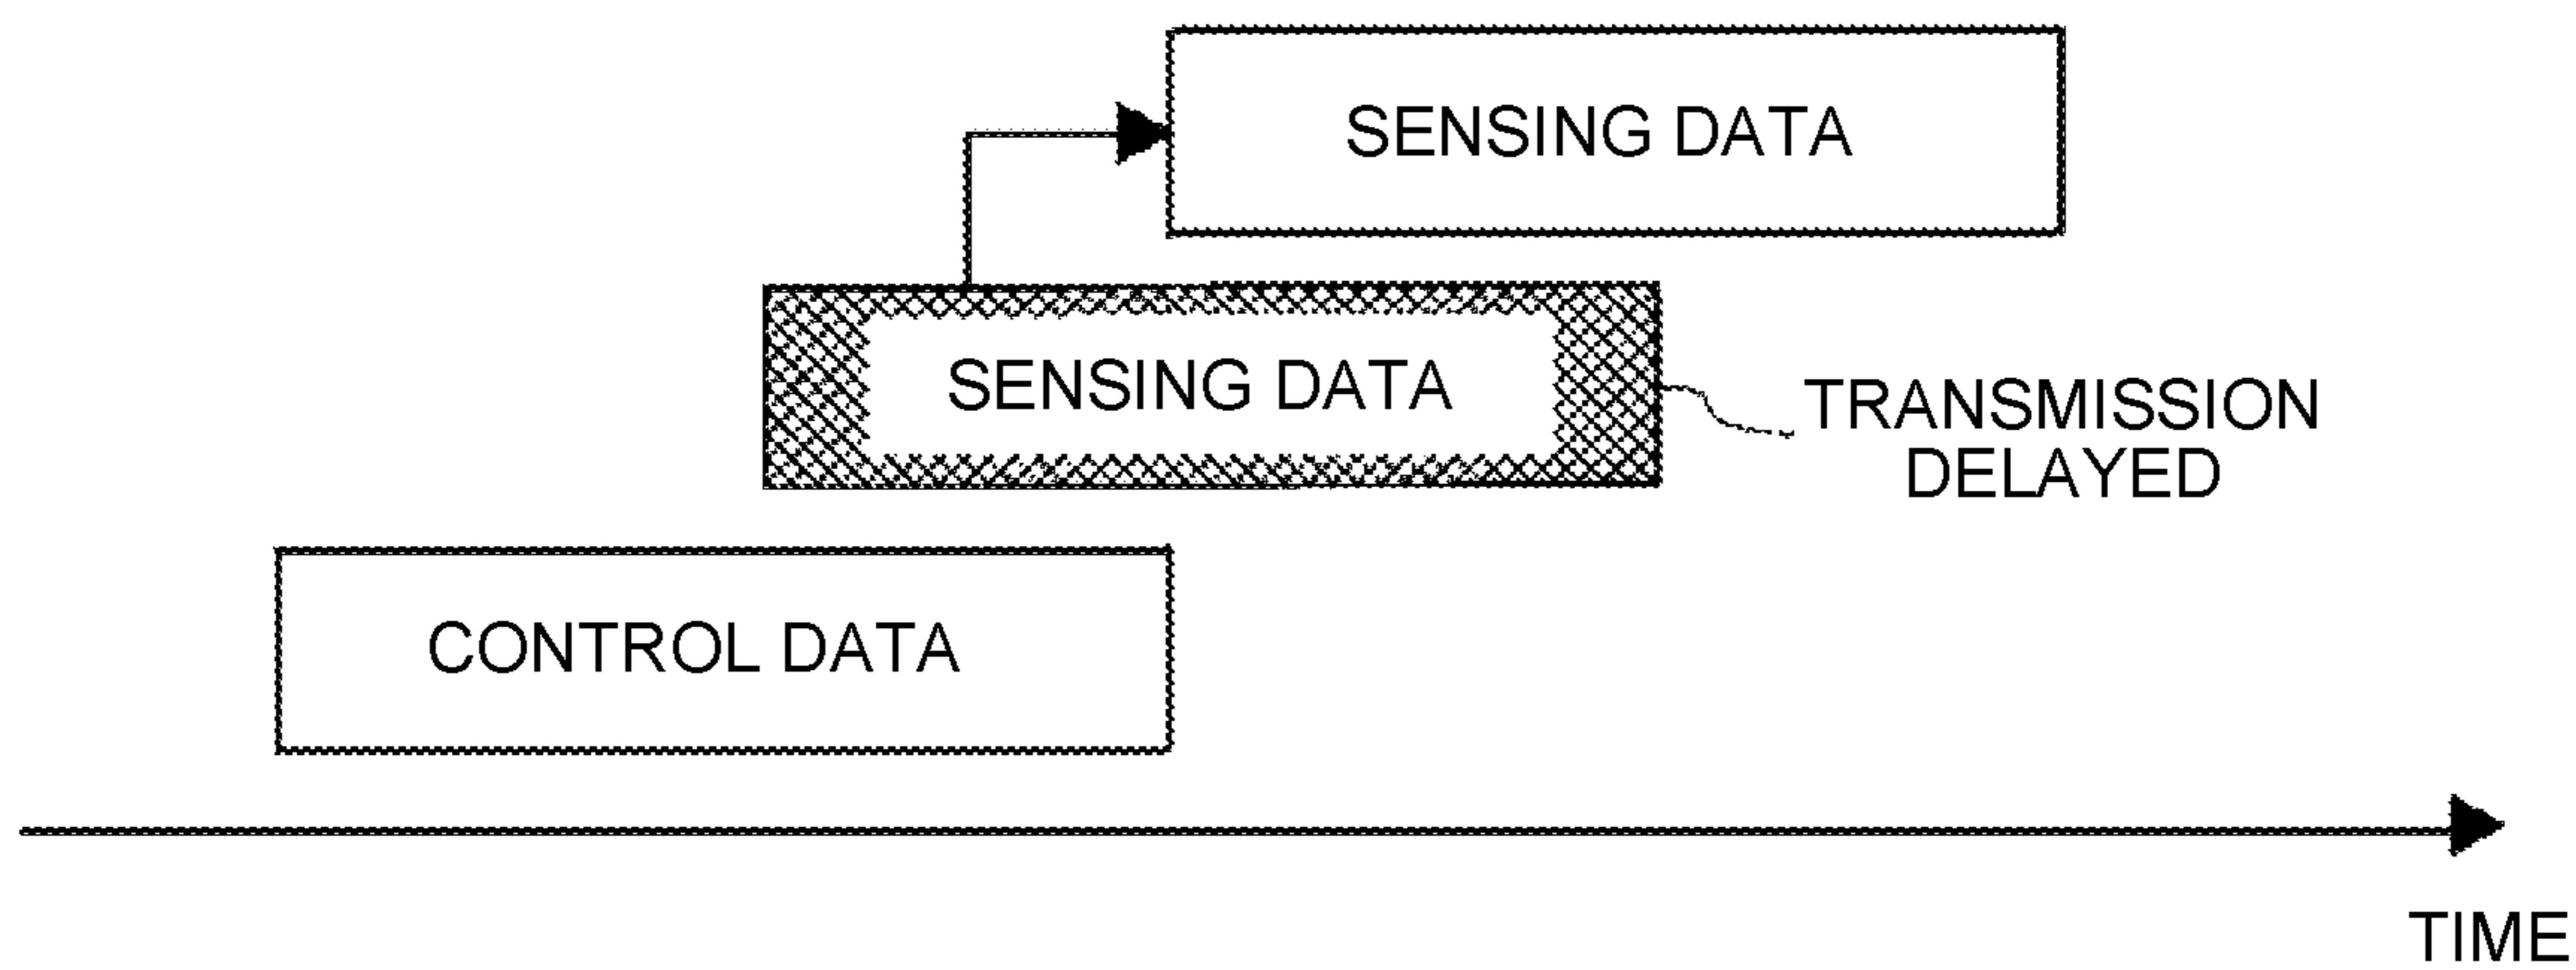 SENSING DATA
SENSING DATA
TRANSMISSION
DELAYED
CONTROL DATA
TIME